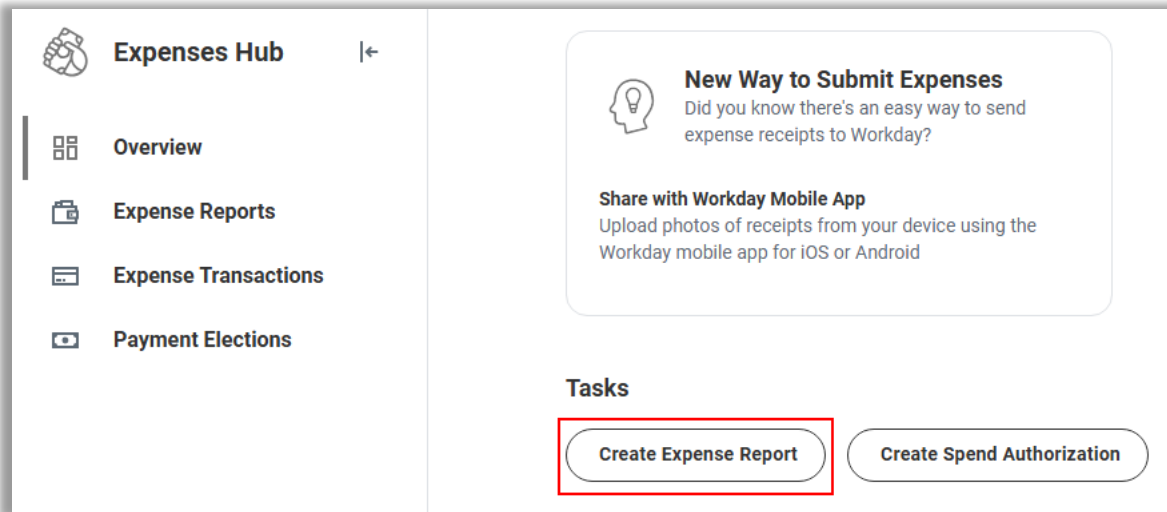 Expenses Hub
Overview
Expense Reports
Expense Transactions
Payment Elections
New Way to Submit Expenses
Did you know there's an easy way to send
expense receipts to Workday?
Share with Workday Mobile App
Upload photos of receipts from your device using the
Workday mobile app for iOS or Android
Tasks
Create Expense Report
Create Spend Authorization